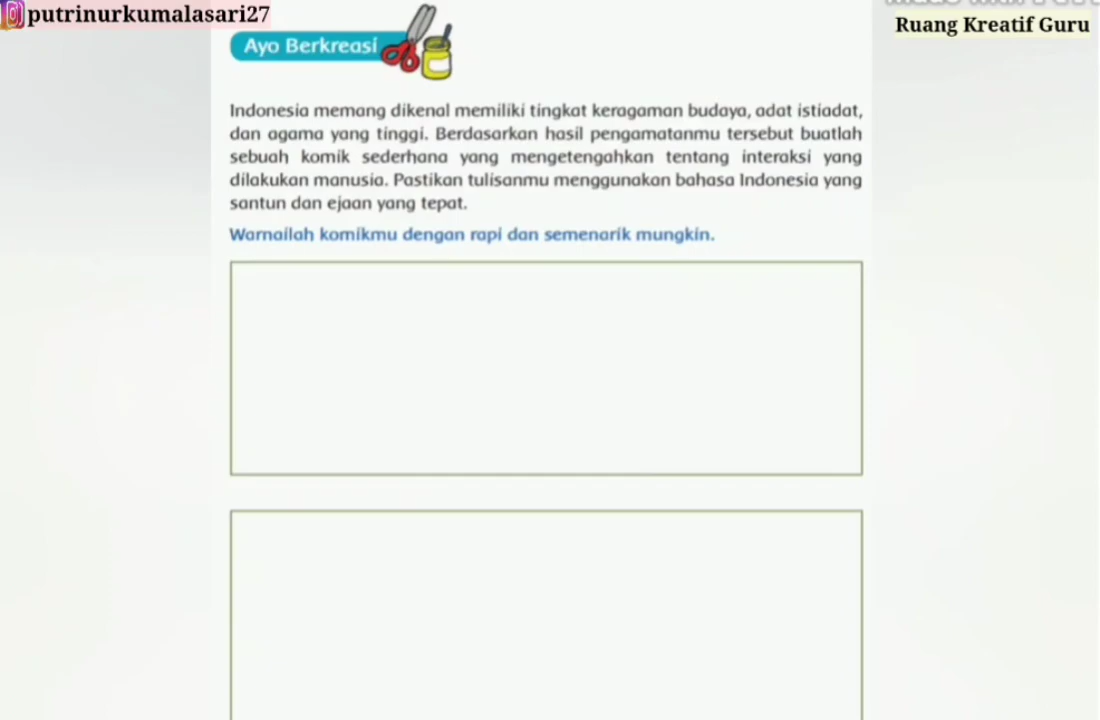 putrinurkumalasari27
Ruang Kreatif Guru
Ayo Berkreasi
Indonesia memang dikenal memiliki tingkat keragaman budaya, adat istiadat,
dan agama yang tinggi. Berdasarkan hasil pengamatanmu tersebut buatlah
sebuah komik sederhana yang mengetengahkan tentang interaksi yang
dilakukan manusia. Pastikan tulisanmu menggunakan bahasa Indonesia yang
santun dan ejaan yang tepat.
Warnailah komikmu dengan rapi dan semenarik mungkin.